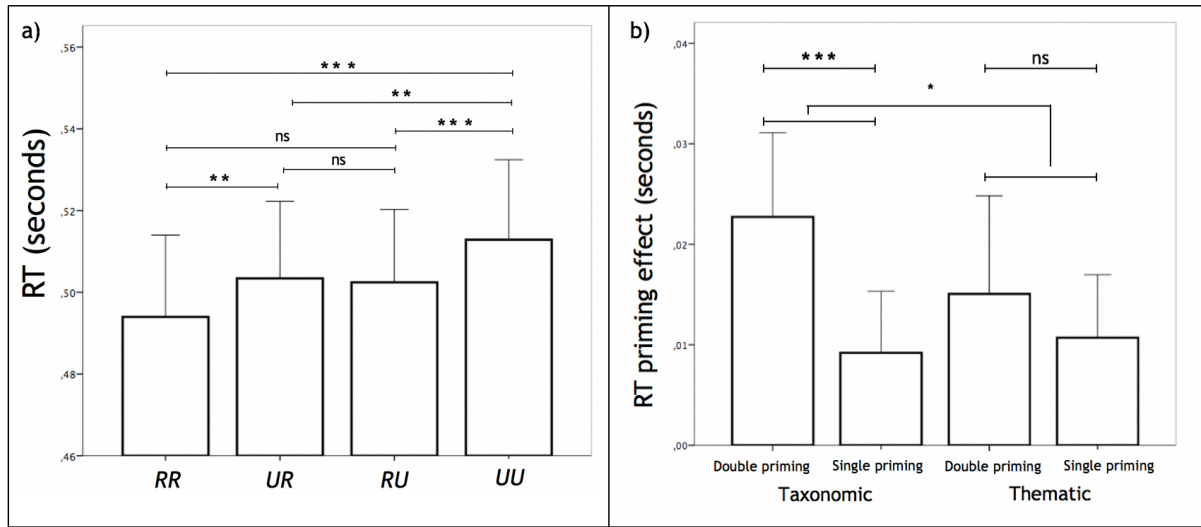 a)
RT (seconds)
,56
,54
,52
,50
,48
,46
***
**
***
ns
ns
**
RR UR RU UU
b)
RT priming effect (seconds)
,04
,03
,02
,01
,00
***
ns
*
Double priming Single priming Double priming Single priming
Taxonomic Thematic